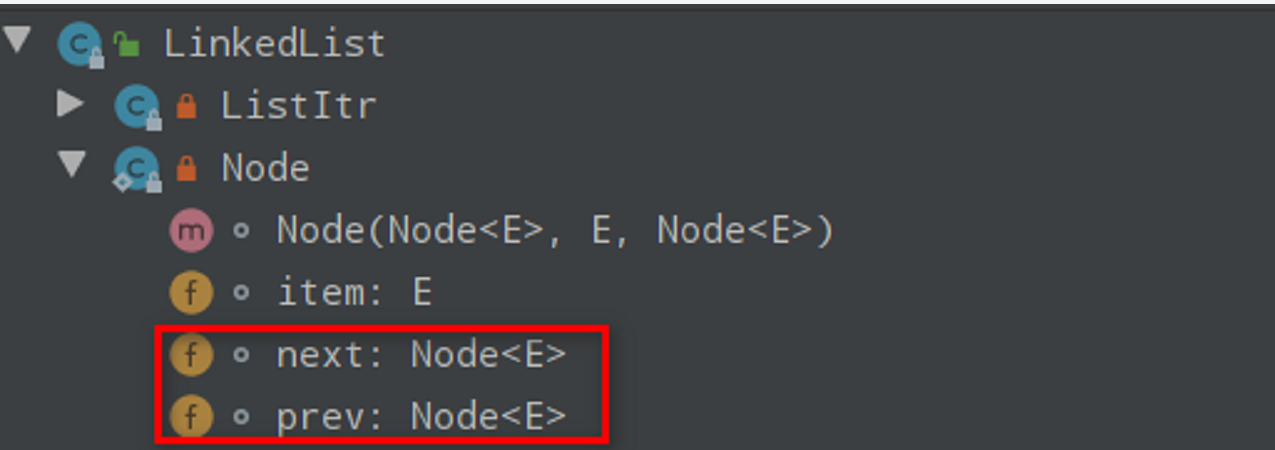 LinkedList
ListItr
Node
m Node(Node<E>, E, Node<E>)
f item: E
f next: Node<E>
f prev: Node<E>